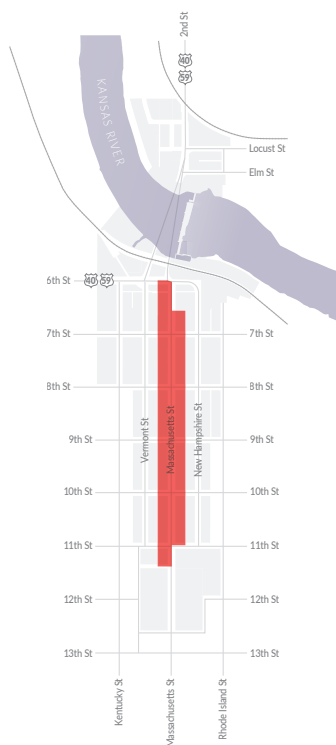 2nd St
40
59
KANSAS RIVER
Locust St
Elm St
6th St
40 59
7th St
7th St
8th St
8th St
Vermont St
Massachusetts St
New Hampshire St
9th St
9th St
10th St
10th St
11th St
11th St
12th St
12th St
13th St
13th St
Kentucky St
Massachusetts St
Rhode Island St